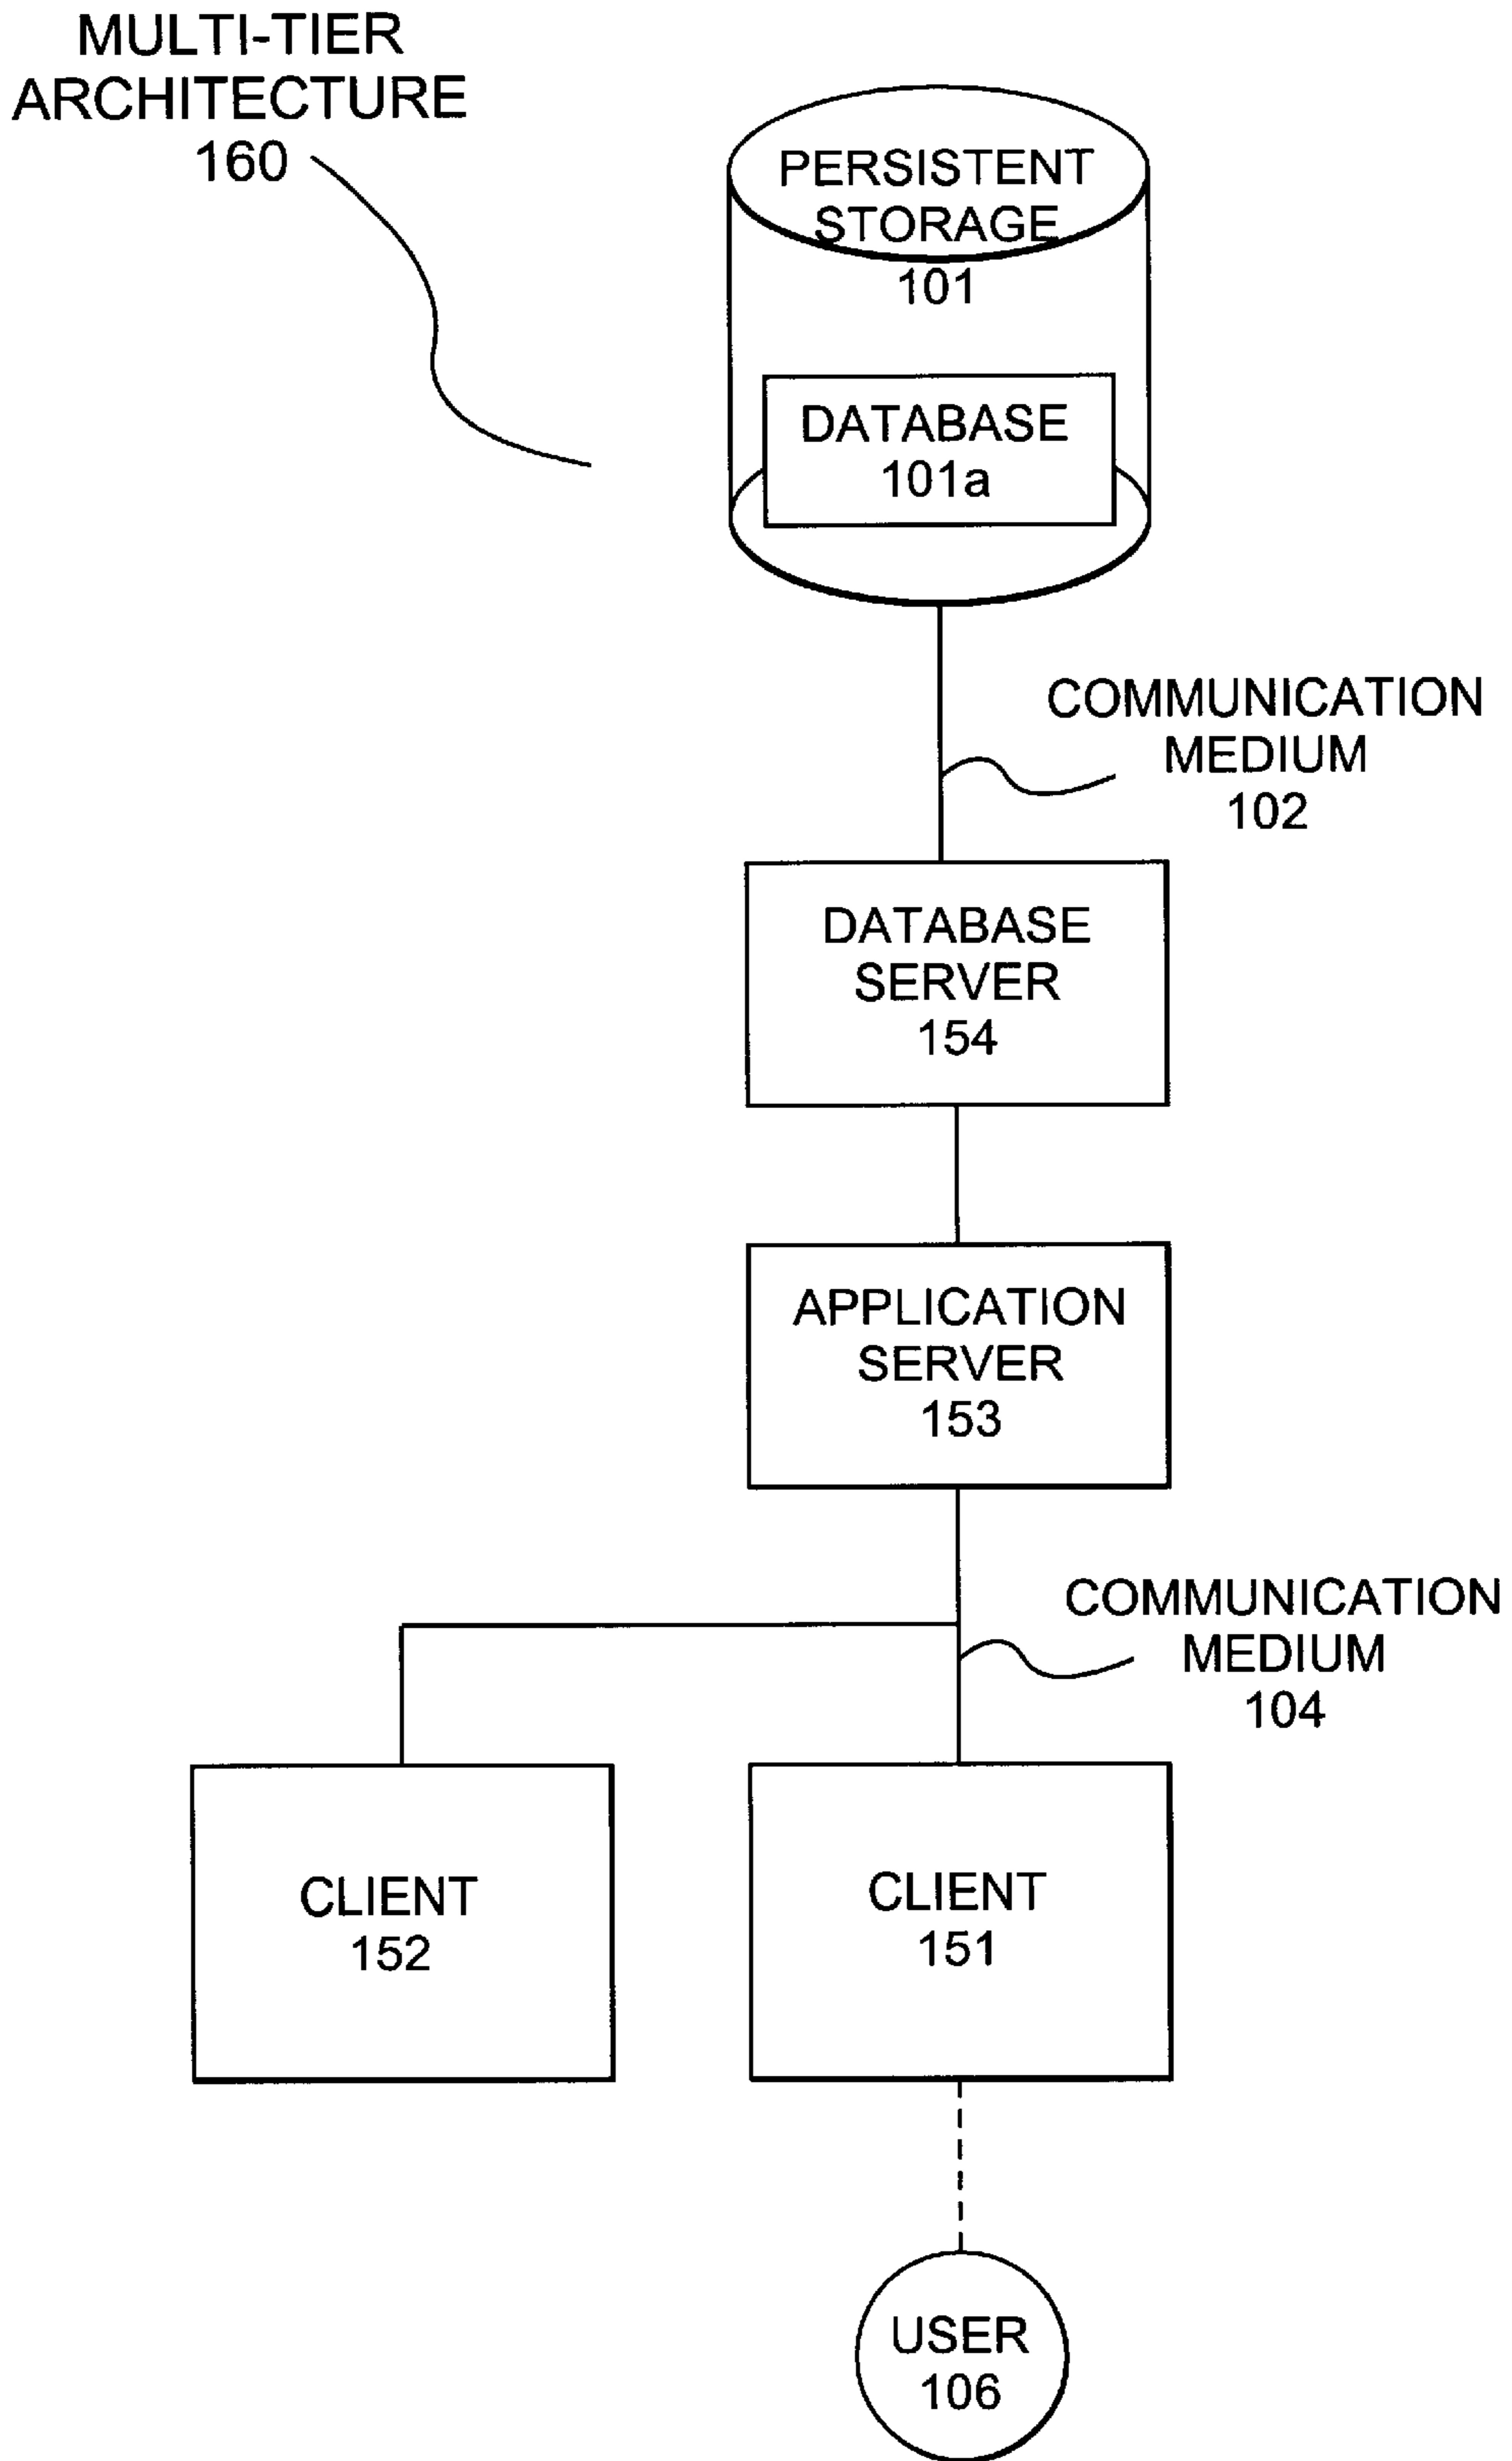 MULTI-TIER
ARCHITECTURE
160
PERSISTENT
STORAGE
101
DATABASE
101a
COMMUNICATION
MEDIUM
102
DATABASE
SERVER
154
APPLICATION
SERVER
153
COMMUNICATION
MEDIUM
104
CLIENT
152
CLIENT
151
USER
106